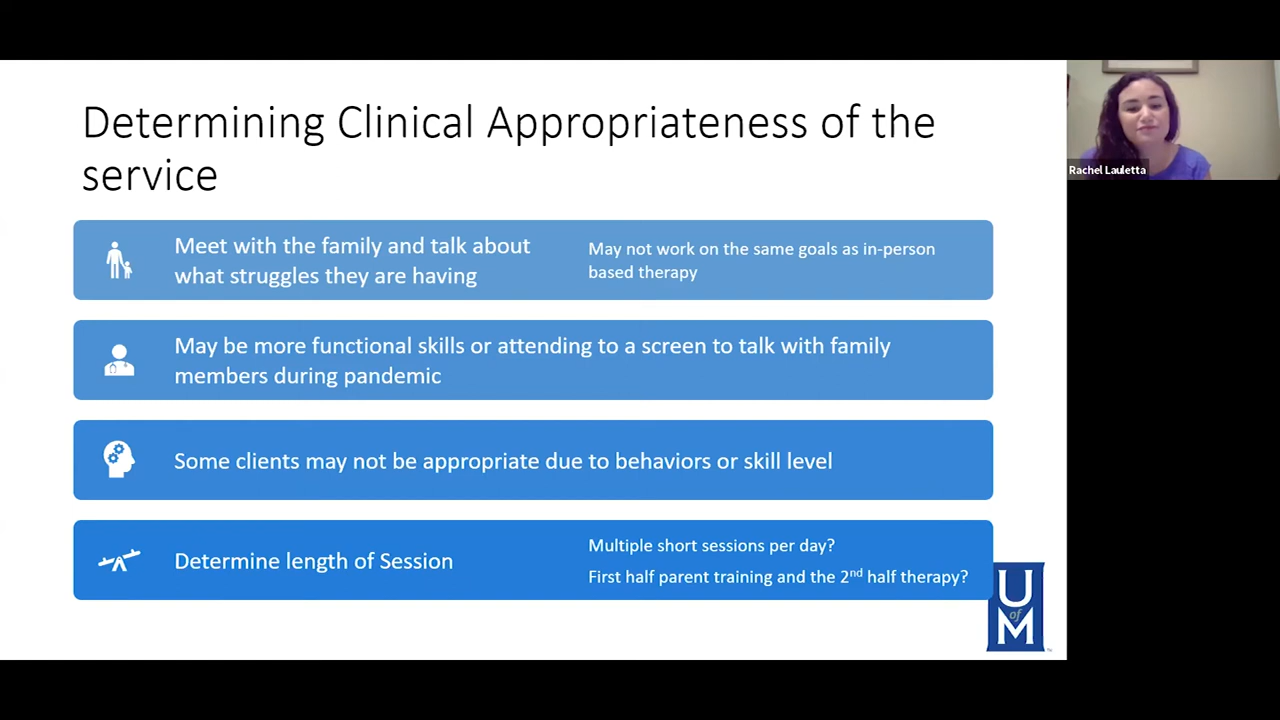 Determining Clinical Appropriateness of the
service
Rachel Lauletta
Meet with the family and talk about
what struggles they are having
May not work on the same goals as in-person
based therapy
May be more functional skills or attending to a screen to talk with family
members during pandemic
Some clients may not be appropriate due to behaviors or skill level
Determine length of Session
Multiple short sessions per day?
First half parent training and the 2nd half therapy?
U
of
M